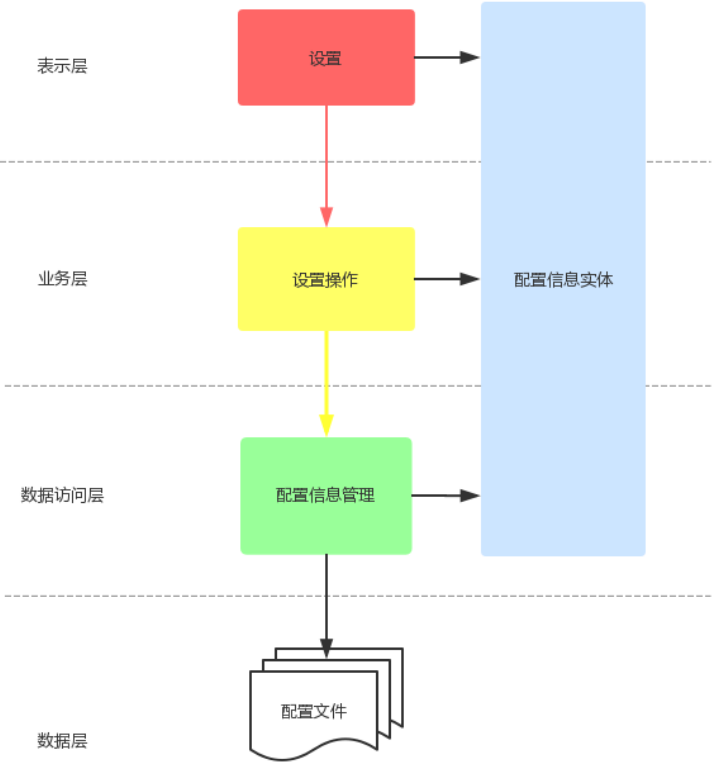 表示层
设置
业务层
设置操作
配置信息实体
数据访问层
配置信息管理
配置文件
数据层